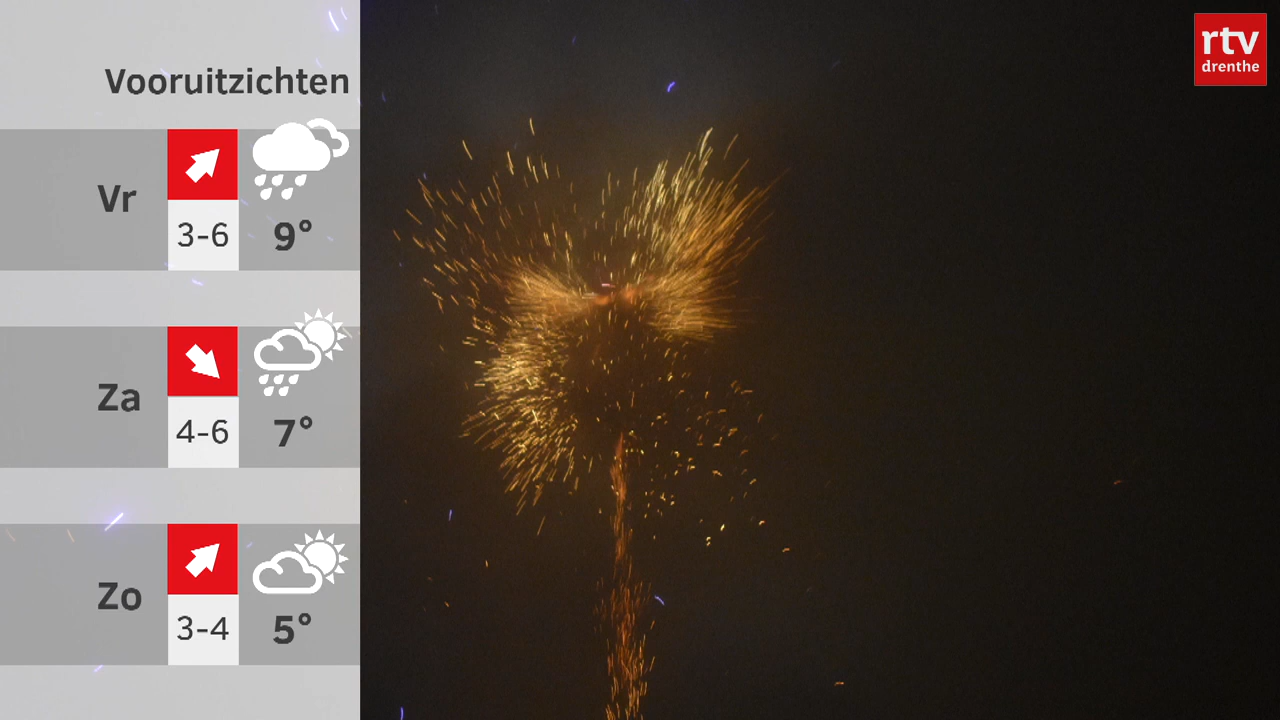 Vooruitzichten
Vr
3-6
9°
Za
4-6
7°
Zo
3-4
5°
rtv
drenthe